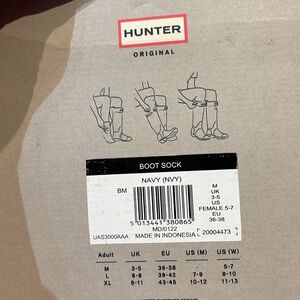 HUNTER
ORIGINAL
BOOT SOCK
NAVY (NVY)
BM
M
UK
3-5
US
FEMALE 5-7
EU
36-38
5 013441 380865
MD/0122
UAS3000AAA
MADE IN INDONESIA
20004473
Adult UK EU US (M) US (W)
M 3-5 36-38 - 5-7
L 6-8 39-42 7-9 8-10
XL 9-11 43-45 10-12 11-13